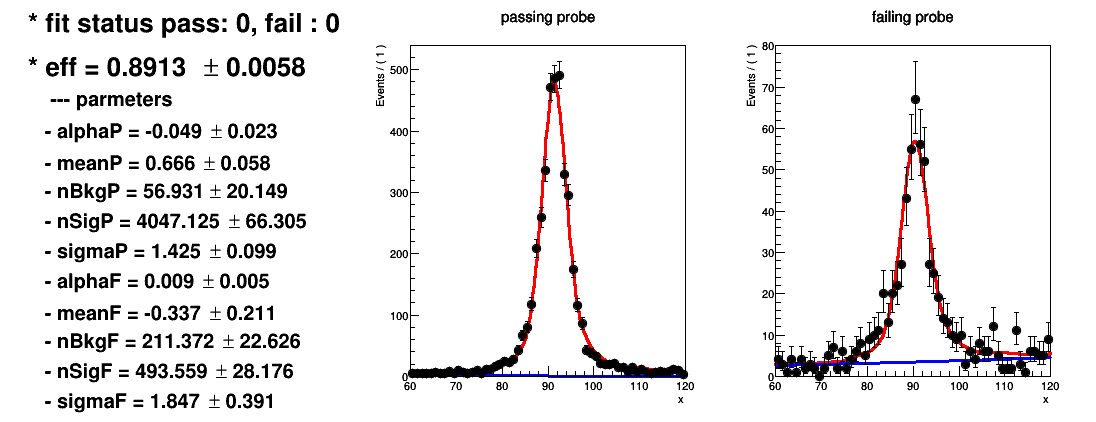 * fit status pass: 0, fail : 0
* eff = 0.8913 ± 0.0058
--- parmeters
- alphaP = -0.049 ± 0.023
- meanP = 0.666 ± 0.058
- nBkgP = 56.931 ± 20.149
- nSigP = 4047.125 ± 66.305
- sigmaP = 1.425 ± 0.099
- alphaF = 0.009 ± 0.005
- meanF = -0.337 ± 0.211
- nBkgF = 211.372 ± 22.626
- nSigF = 493.559 ± 28.176
- sigmaF = 1.847 ± 0.391
passing probe
Events / ( 1 )
500
400
300
200
100
0
60 70 80 90 100 110 120
x
failing probe
Events / ( 1 )
80
70
60
50
40
30
20
10
0
60 70 80 90 100 110 120
x